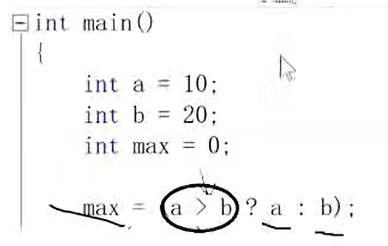 int main()
{
int a = 10;
int b = 20;
int max = 0;
max = (a > b ? a : b);